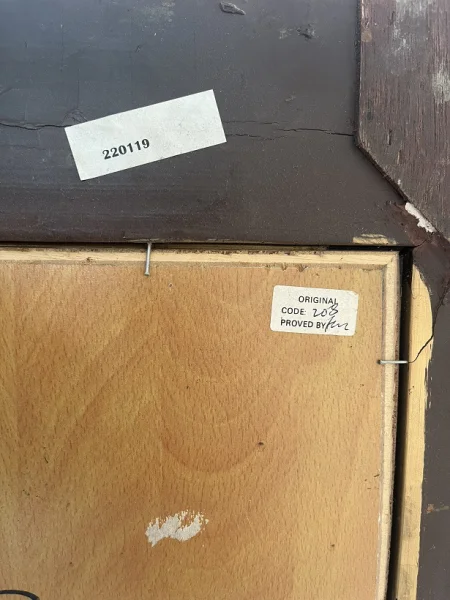 220119
ORIGINAL
CODE: 203
PROVED BY